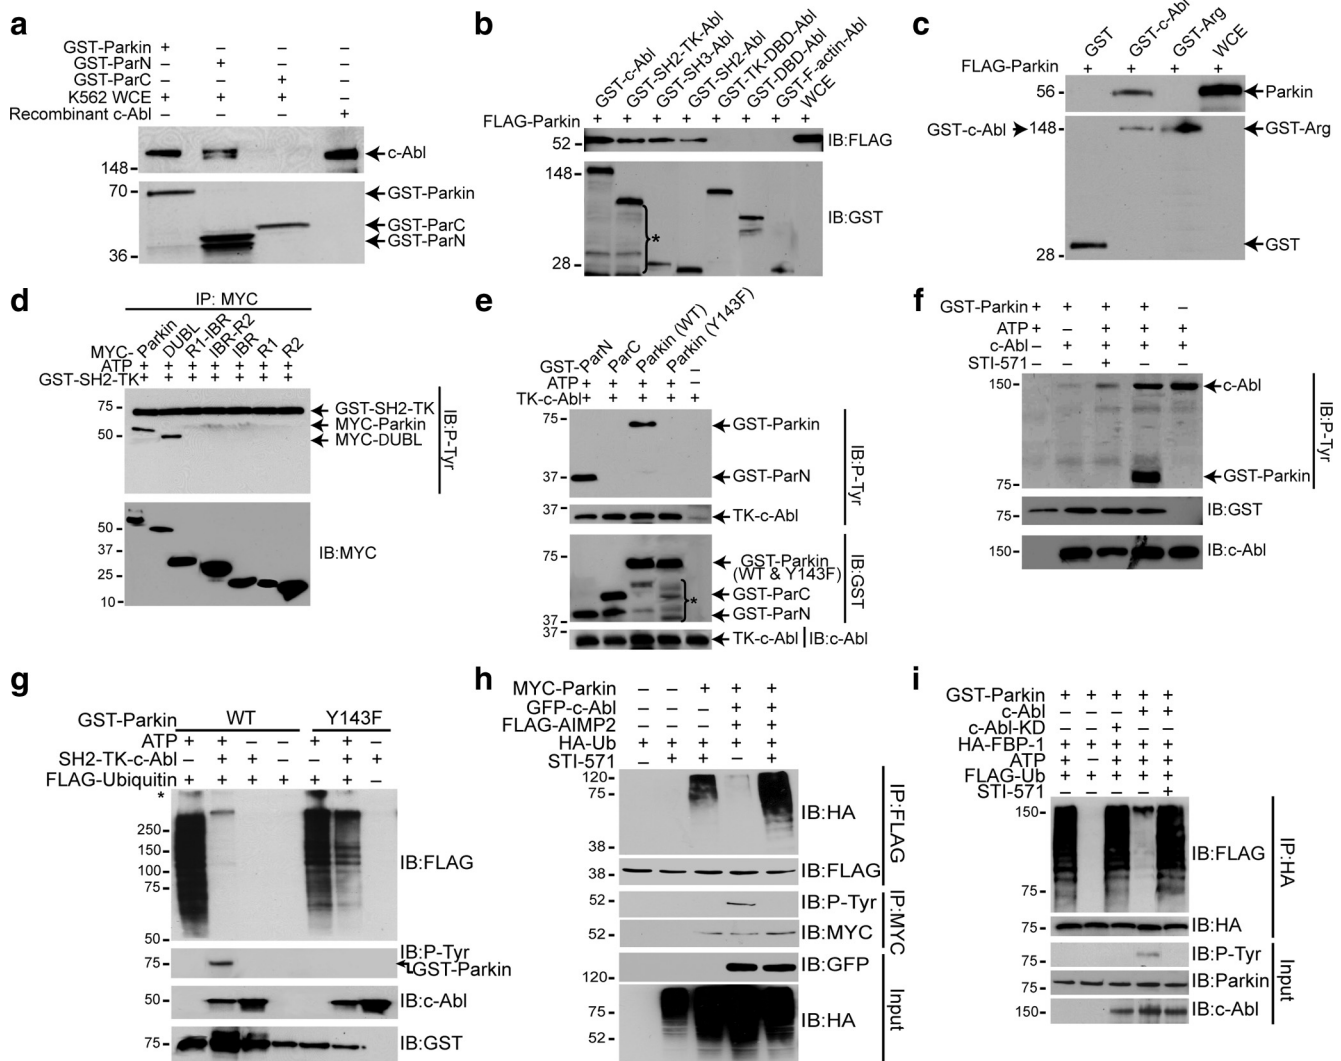 a
GST-Parkin + – – –
GST-ParN – + – –
GST-ParC – – + –
K562 WCE + + + –
Recombinant c-Abl – – – +
c-Abl
148
70
GST-Parkin
GST-ParC
GST-ParN
36
b
GST-c-Abl
GST-SH2-TK-Abl
GST-SH3-Abl
GST-SH2-Abl
GST-TK-DBD-Abl
GST-DBD-Abl
GST-F-actin-Abl
WCE
FLAG-Parkin + + + + + + + +
52 IB:FLAG
148
IB:GST
*
28
c
GST
GST-c-Abl
GST-Arg
WCE
FLAG-Parkin + + + +
56 Parkin
GST-c-Abl 148 GST-Arg
GST
28
d
IP: MYC
MYC- Parkin DUBL R1-IBR IBR-R2 IBR R1 R2
ATP + + + + + + +
GST-SH2-TK + + + + + + +
75 GST-SH2-TK
MYC-Parkin
50 MYC-DUBL
IB:P-Tyr
50
37
25
10
IB:MYC
e
GST- ParN ParC Parkin (WT) Parkin (Y143F) –
ATP + + + + –
TK-c-Abl + + + + +
75 GST-Parkin
37 GST-ParN
37 TK-c-Abl
IB:P-Tyr
75 GST-Parkin
(WT & Y143F)
GST-ParC
*
GST-ParN
37
IB:GST
37 TK-c-Abl IB:c-Abl
f
GST-Parkin + + + + –
ATP + – + + +
c-Abl – + + + +
STI-571 – – + – –
150 c-Abl
GST-Parkin
75
IB:P-Tyr
75 IB:GST
150 IB:c-Abl
g
GST-Parkin WT Y143F
ATP + + – – + + –
SH2-TK-c-Abl – + + – – + +
FLAG-Ubiquitin + + + + + + –
*
250
150
100
75
50
IB:FLAG
IB:P-Tyr
75 GST-Parkin
50 IB:c-Abl
75 IB:GST
h
MYC-Parkin – – + + +
GFP-c-Abl – – – + +
FLAG-AIMP2 – – – + +
HA-Ub + + + + +
STI-571 – + + – +
120
75
IB:HA
38
38 IB:FLAG
IP:FLAG
52 IB:P-Tyr
52 IB:MYC
IP:MYC
IB:GFP
120
75
IB:HA
52
Input
i
GST-Parkin + + + + +
c-Abl – – – + +
c-Abl-KD – – + – –
HA-FBP-1 + + + + +
ATP + – + + +
FLAG-Ub + + + + +
STI-571 – – – – +
150
IB:FLAG
75
75 IB:HA
IP:HA
75 IB:P-Tyr
75 IB:Parkin
150 IB:c-Abl
Input